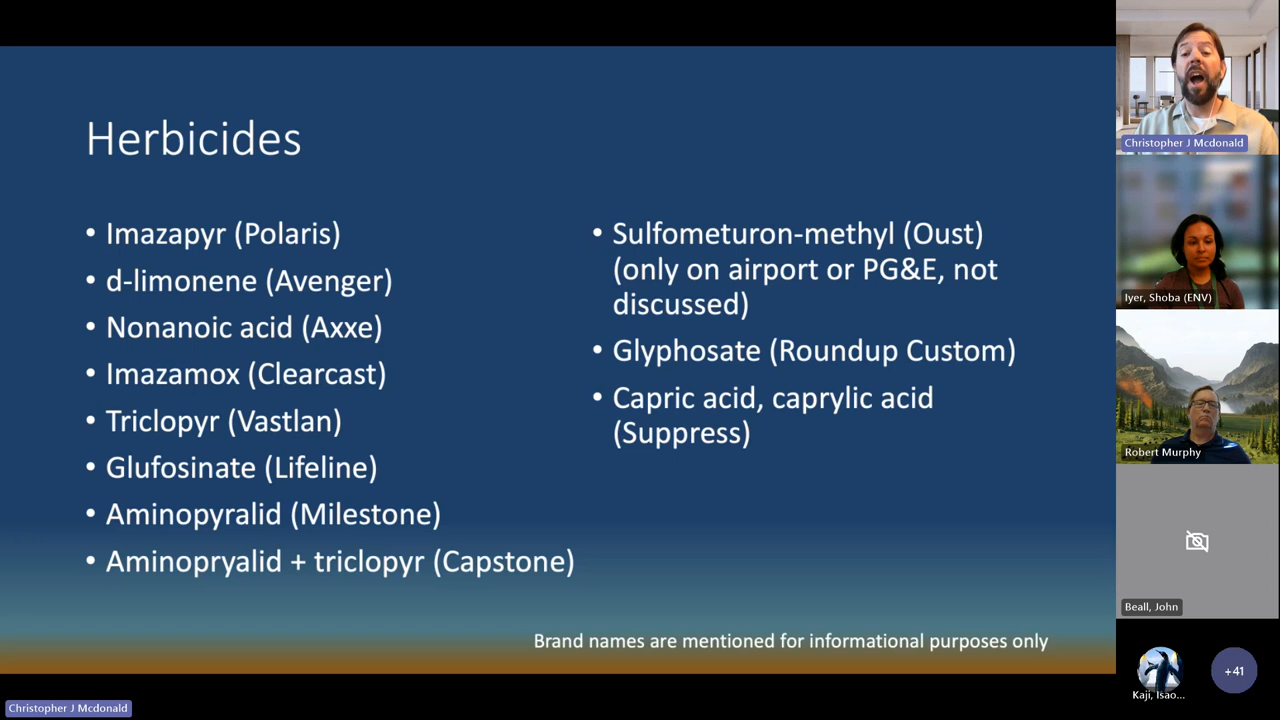 Herbicides
• Imazapyr (Polaris)
• d-limonene (Avenger)
• Nonanoic acid (Axxe)
• Imazamox (Clearcast)
• Triclopyr (Vastlan)
• Glufosinate (Lifeline)
• Aminopyralid (Milestone)
• Aminopryalid + triclopyr (Capstone)
• Sulfometuron-methyl (Oust)
(only on airport or PG&E, not
discussed)
• Glyphosate (Roundup Custom)
• Capric acid, caprylic acid
(Suppress)
Brand names are mentioned for informational purposes only
Christopher J Mcdonald
Iyer, Shoba (ENV)
Robert Murphy
Beall, John
Kaji, Isao...
+41
Christopher J Mcdonald